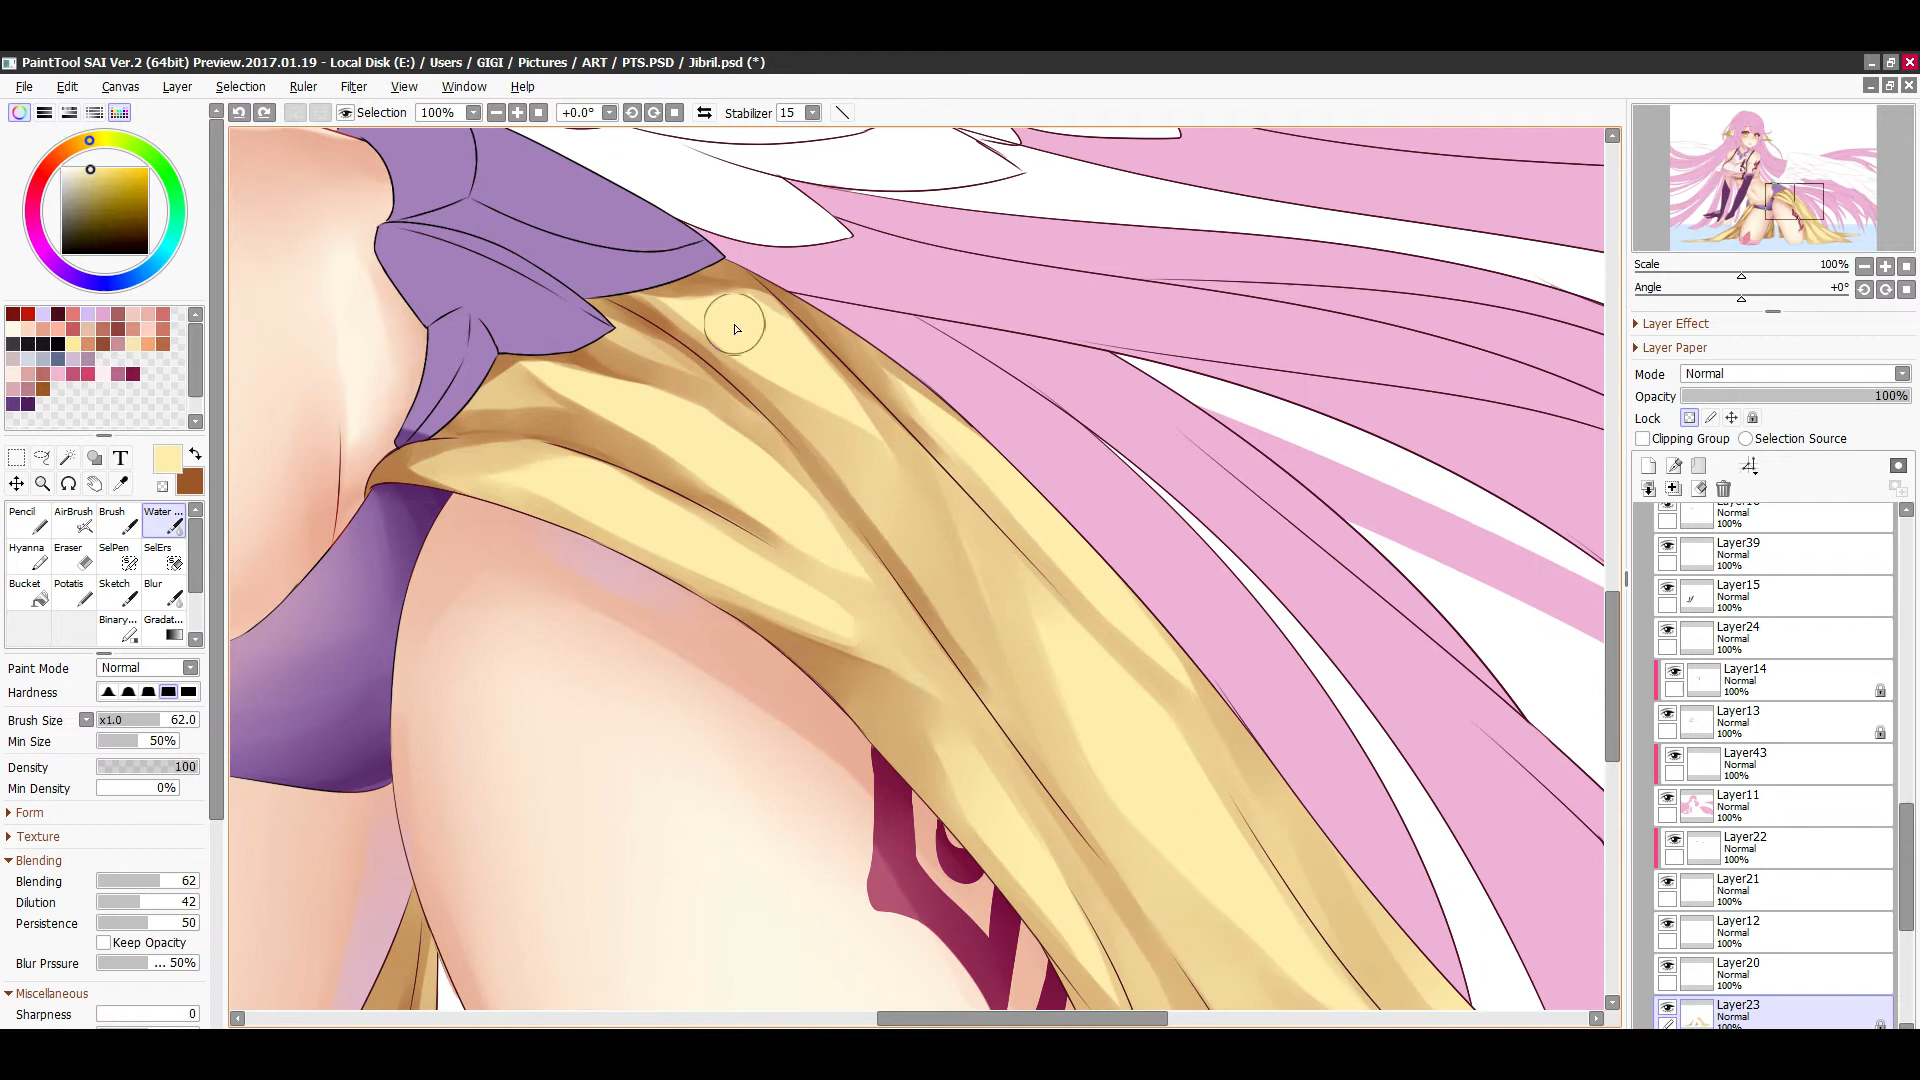 PaintTool SAI Ver.2 (64bit) Preview.2017.01.19 - Local Disk (E:) / Users / GIGI / Pictures / ART / PTS.PSD / Jibril.psd (*)
File Edit Canvas Layer Selection Ruler Filter View Window Help
Selection 100% +0.0° Stabilizer 15
Scale 100%
Angle +0°
Layer Effect
Layer Paper
Mode Normal
Opacity 100%
Lock
Clipping Group Selection Source
T
Pencil AirBrush Brush Water ...
Hyanna Eraser SelPen SelErs
Bucket Potatis Sketch Blur
Binary... Gradat...
Paint Mode Normal
Hardness
Brush Size x1.0 62.0
Min Size 50%
Density 100
Min Density 0%
Form
Texture
Blending
Blending 62
Dilution 42
Persistence 50
Keep Opacity
Blur Prssure ... 50%
Miscellaneous
Sharpness 0
Normal
100%
Layer39
Normal
100%
Layer15
Normal
100%
Layer24
Normal
100%
Layer14
Normal
100%
Layer13
Normal
100%
Layer43
Normal
100%
Layer11
Normal
100%
Layer22
Normal
100%
Layer21
Normal
100%
Layer12
Normal
100%
Layer20
Normal
100%
Layer23
Normal
100%